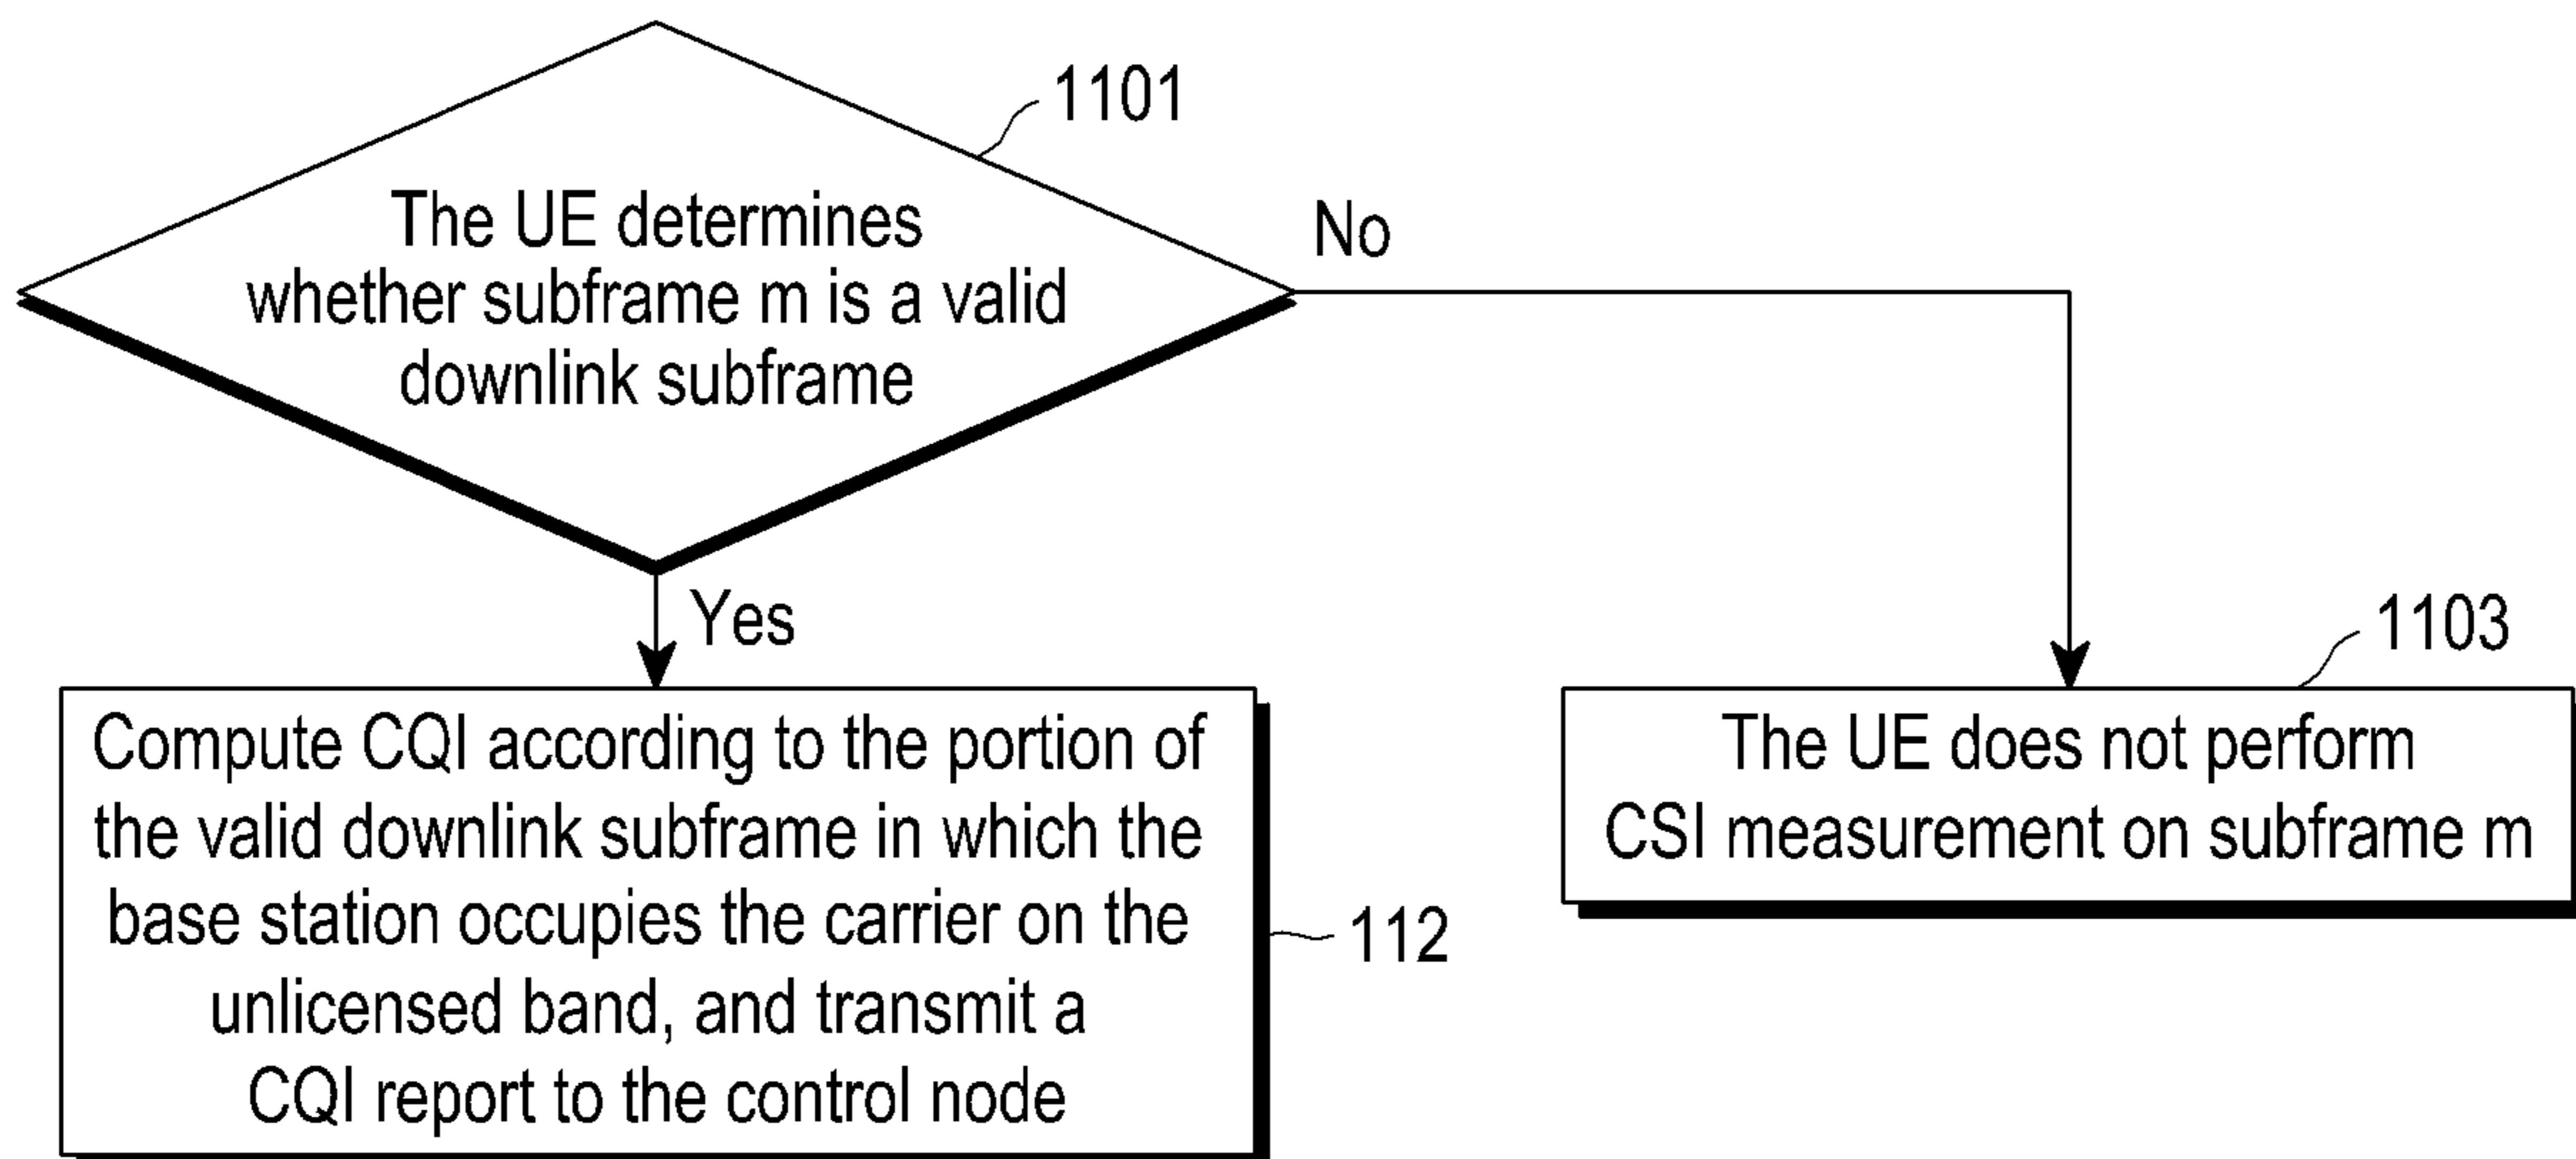 1101
The UE determines
whether subframe m is a valid
downlink subframe
No
Yes
Compute CQI according to the portion of
the valid downlink subframe in which the
base station occupies the carrier on the
unlicensed band, and transmit a
CQI report to the control node
112
1103
The UE does not perform
CSI measurement on subframe m